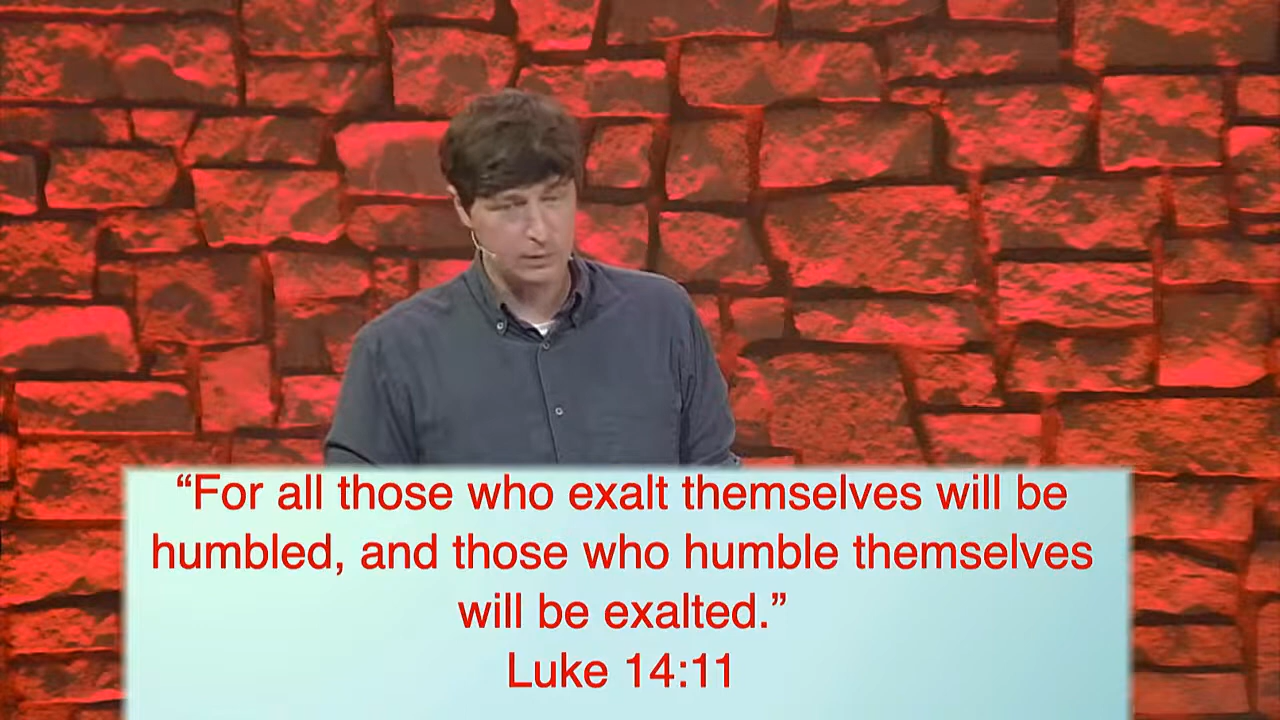 “For all those who exalt themselves will be
humbled, and those who humble themselves
will be exalted.”
Luke 14:11